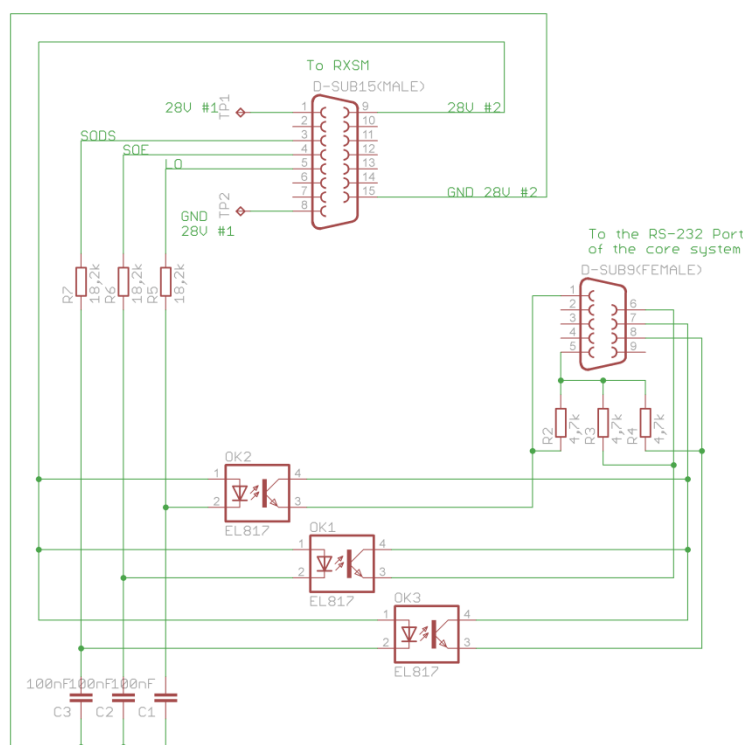 To RXSM
D-SUB15(MALE)
28V #1
TP1
1
2
3
4
5
6
7
8
9
10
11
12
13
14
15
28V #2
SODS
SOE
LO
GND 28V #2
TP2
GND
28V #1
To the RS-232 Port
of the core system
D-SUB9(FEMALE)
1
2
3
4
5
6
7
8
9
R7
18,2k
R6
18,2k
R5
18,2k
R2
4,7k
R3
4,7k
R4
4,7k
OK2
1
2
4
3
EL817
OK1
1
2
4
3
EL817
OK3
1
2
4
3
EL817
100nF
100nF
100nF
C3
C2
C1